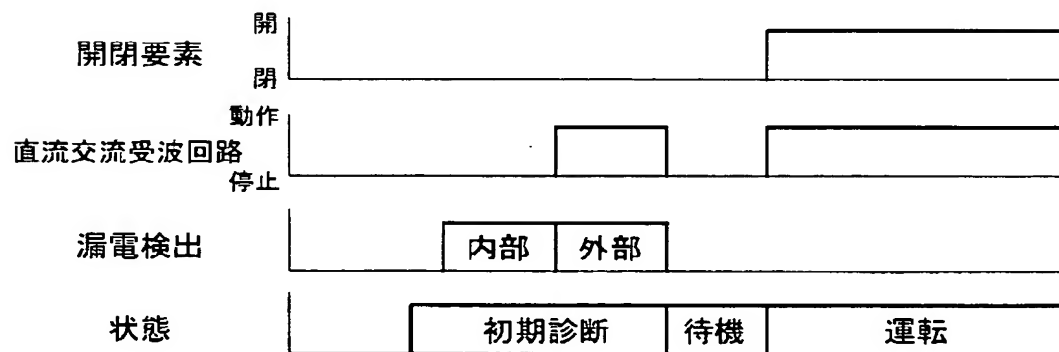 開閉要素
開
閉
直流交流受波回路
動作
停止
漏電検出
内部
外部
状態
初期診断
待機
運転